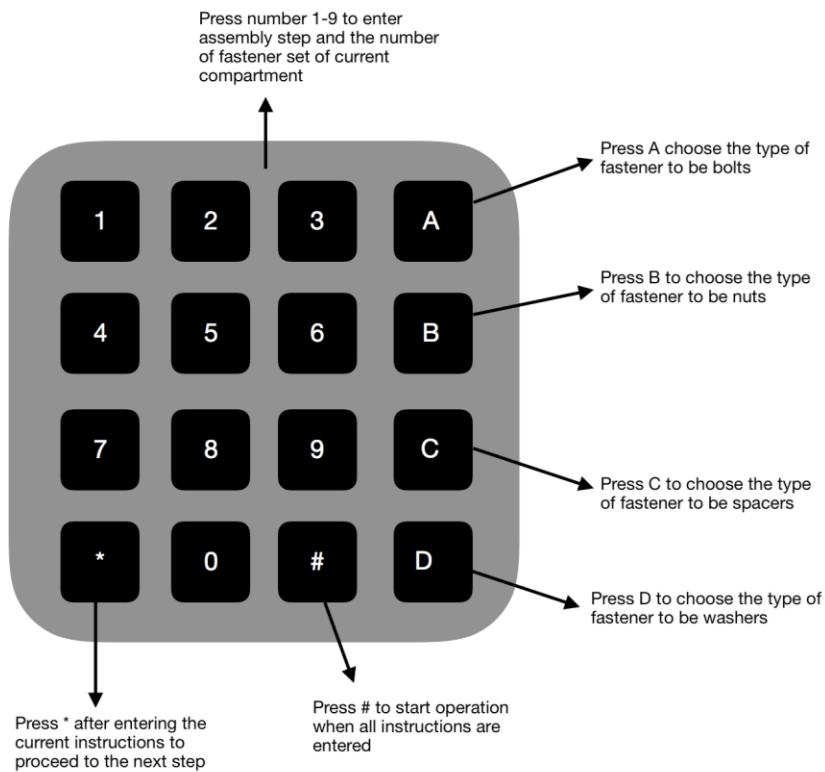 Press number 1-9 to enter
assembly step and the number
of fastener set of current
compartment
Press A choose the type of
fastener to be bolts
1 2 3 A
Press B to choose the type
of fastener to be nuts
4 5 6 B
7 8 9 C
Press C to choose the type
of fastener to be spacers
* 0 # D
Press D to choose the type of
fastener to be washers
Press * after entering the
current instructions to
proceed to the next step
Press # to start operation
when all instructions are
entered